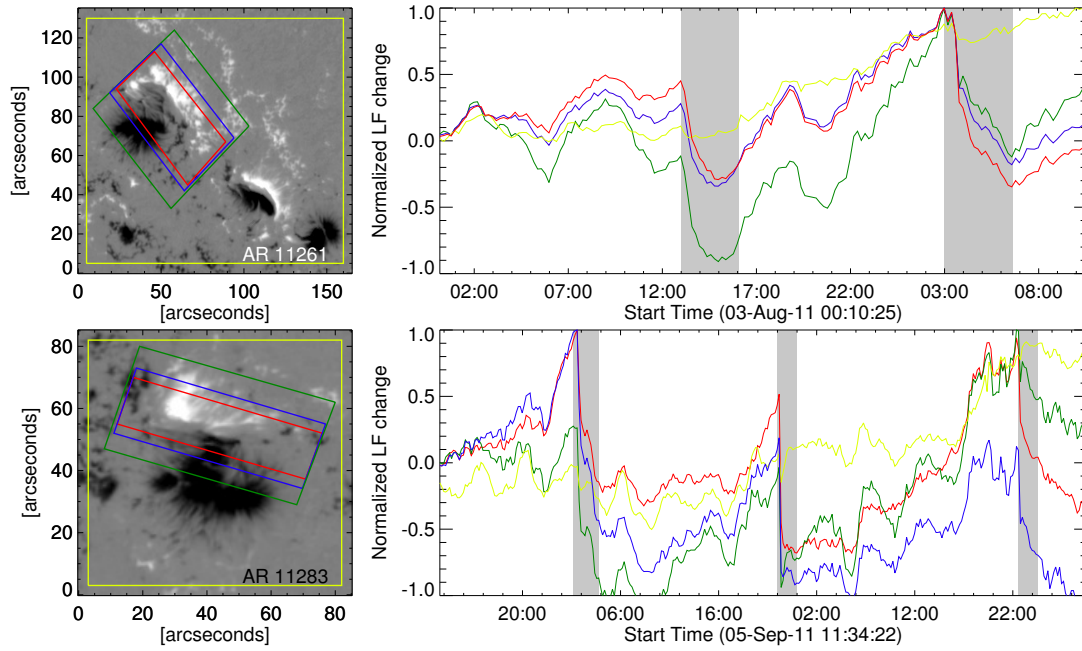 [arcseconds]
120
100
80
60
40
20
0
AR 11261
0 50 100 150
[arcseconds]
Normalized LF change
0.5
0.0
-0.5
-1.0
02:00 07:00 12:00 17:00 22:00 03:00 08:00
Start Time (03-Aug-11 00:10:25)
[arcseconds]
80
60
40
20
0
AR 11283
0 20 40 60 80
[arcseconds]
Normalized LF change
1.0
0.5
0.0
-0.5
-1.0
20:00 06:00 16:00 02:00 12:00 22:00
Start Time (05-Sep-11 11:34:22)